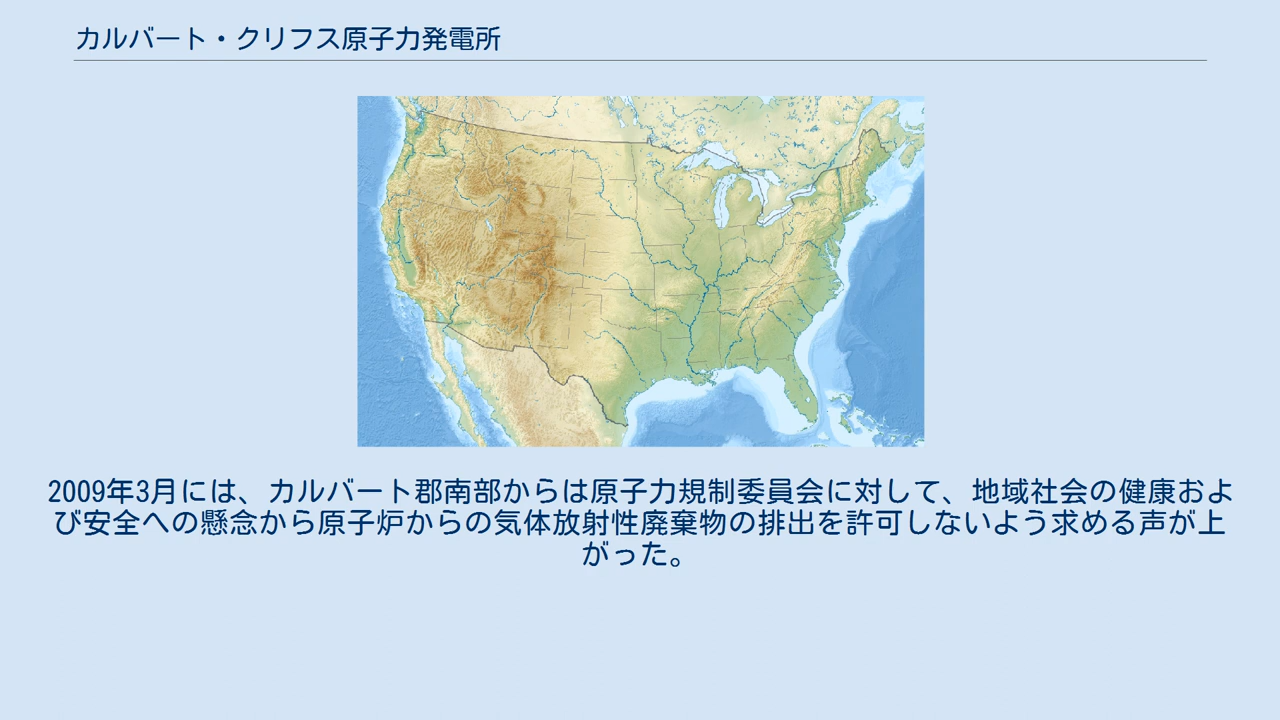 カルバート・クリフス原子力発電所
2009年3月には、カルバート郡南部からは原子力規制委員会に対して、地域社会の健康およ
び安全への懸念から原子炉からの気体放射性廃棄物の排出を許可しないよう求める声が上
がった。